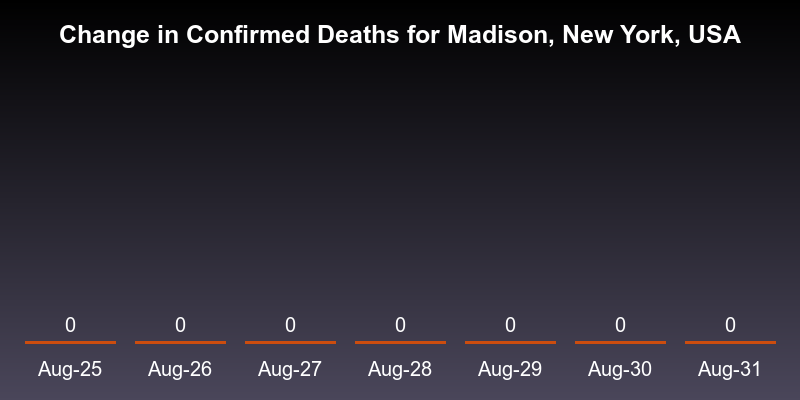 Change in Confirmed Deaths for Madison, New York, USA
0 0 0 0 0 0 0
Aug-25 Aug-26 Aug-27 Aug-28 Aug-29 Aug-30 Aug-31